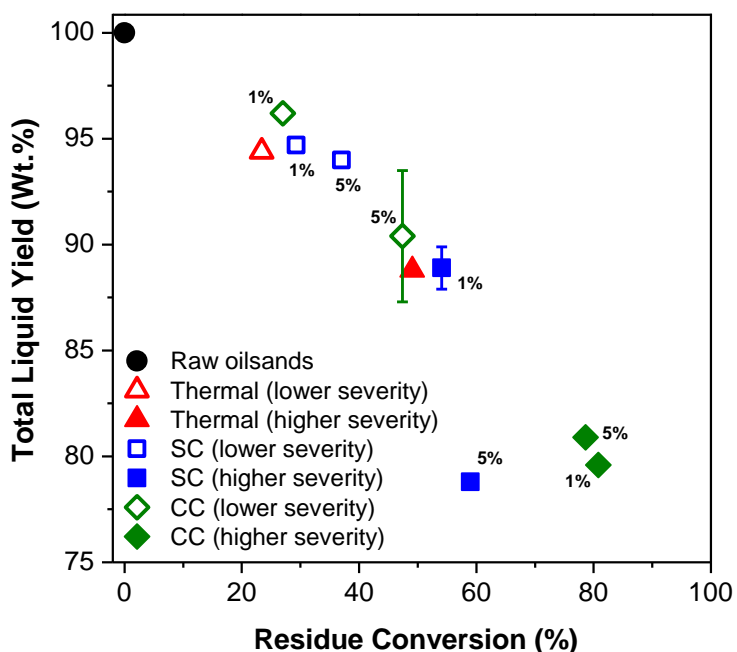 100
95
90
85
80
75
Total Liquid Yield (Wt.%)
1%
1%
5%
5%
1%
5%
5%
1%
Raw oilsands
Thermal (lower severity)
Thermal (higher severity)
SC (lower severity)
SC (higher severity)
CC (lower severity)
CC (higher severity)
0
20
40
60
80
100
Residue Conversion (%)